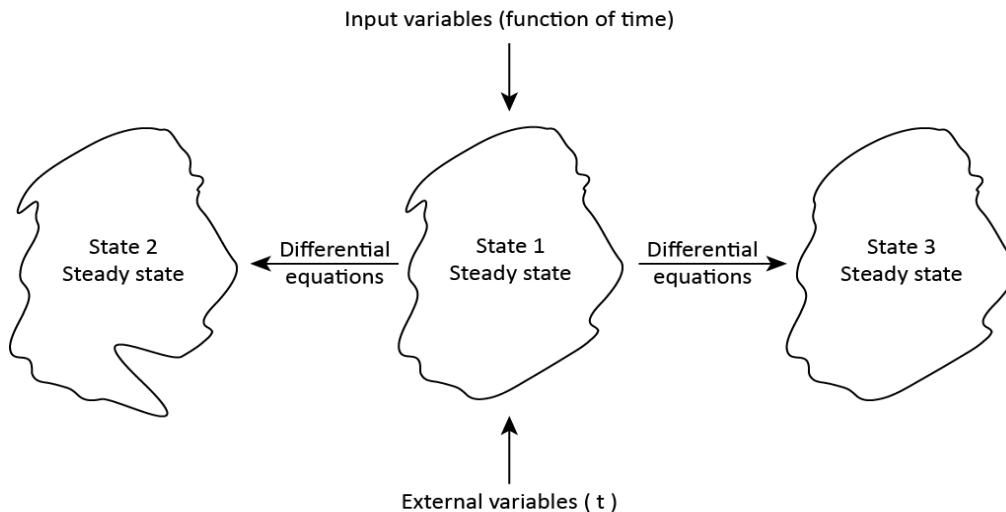 Input variables (function of time)
State 2
Steady state
Differential
equations
State 1
Steady state
Differential
equations
State 3
Steady state
External variables ( t )